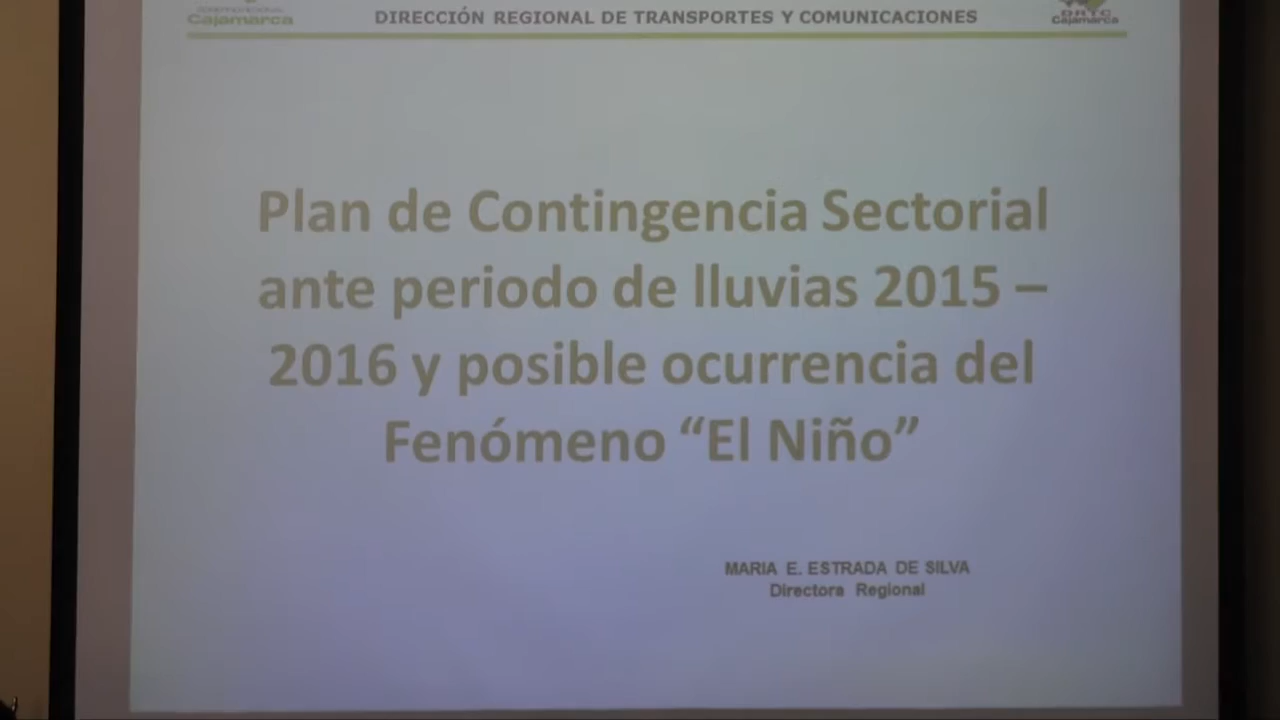 Cajamarca
DIRECCIÓN REGIONAL DE TRANSPORTES Y COMUNICACIONES
DRTC
Cajamarca
Plan de Contingencia Sectorial
ante periodo de lluvias 2015 –
2016 y posible ocurrencia del
Fenómeno “El Niño”
MARIA E. ESTRADA DE SILVA
Directora Regional